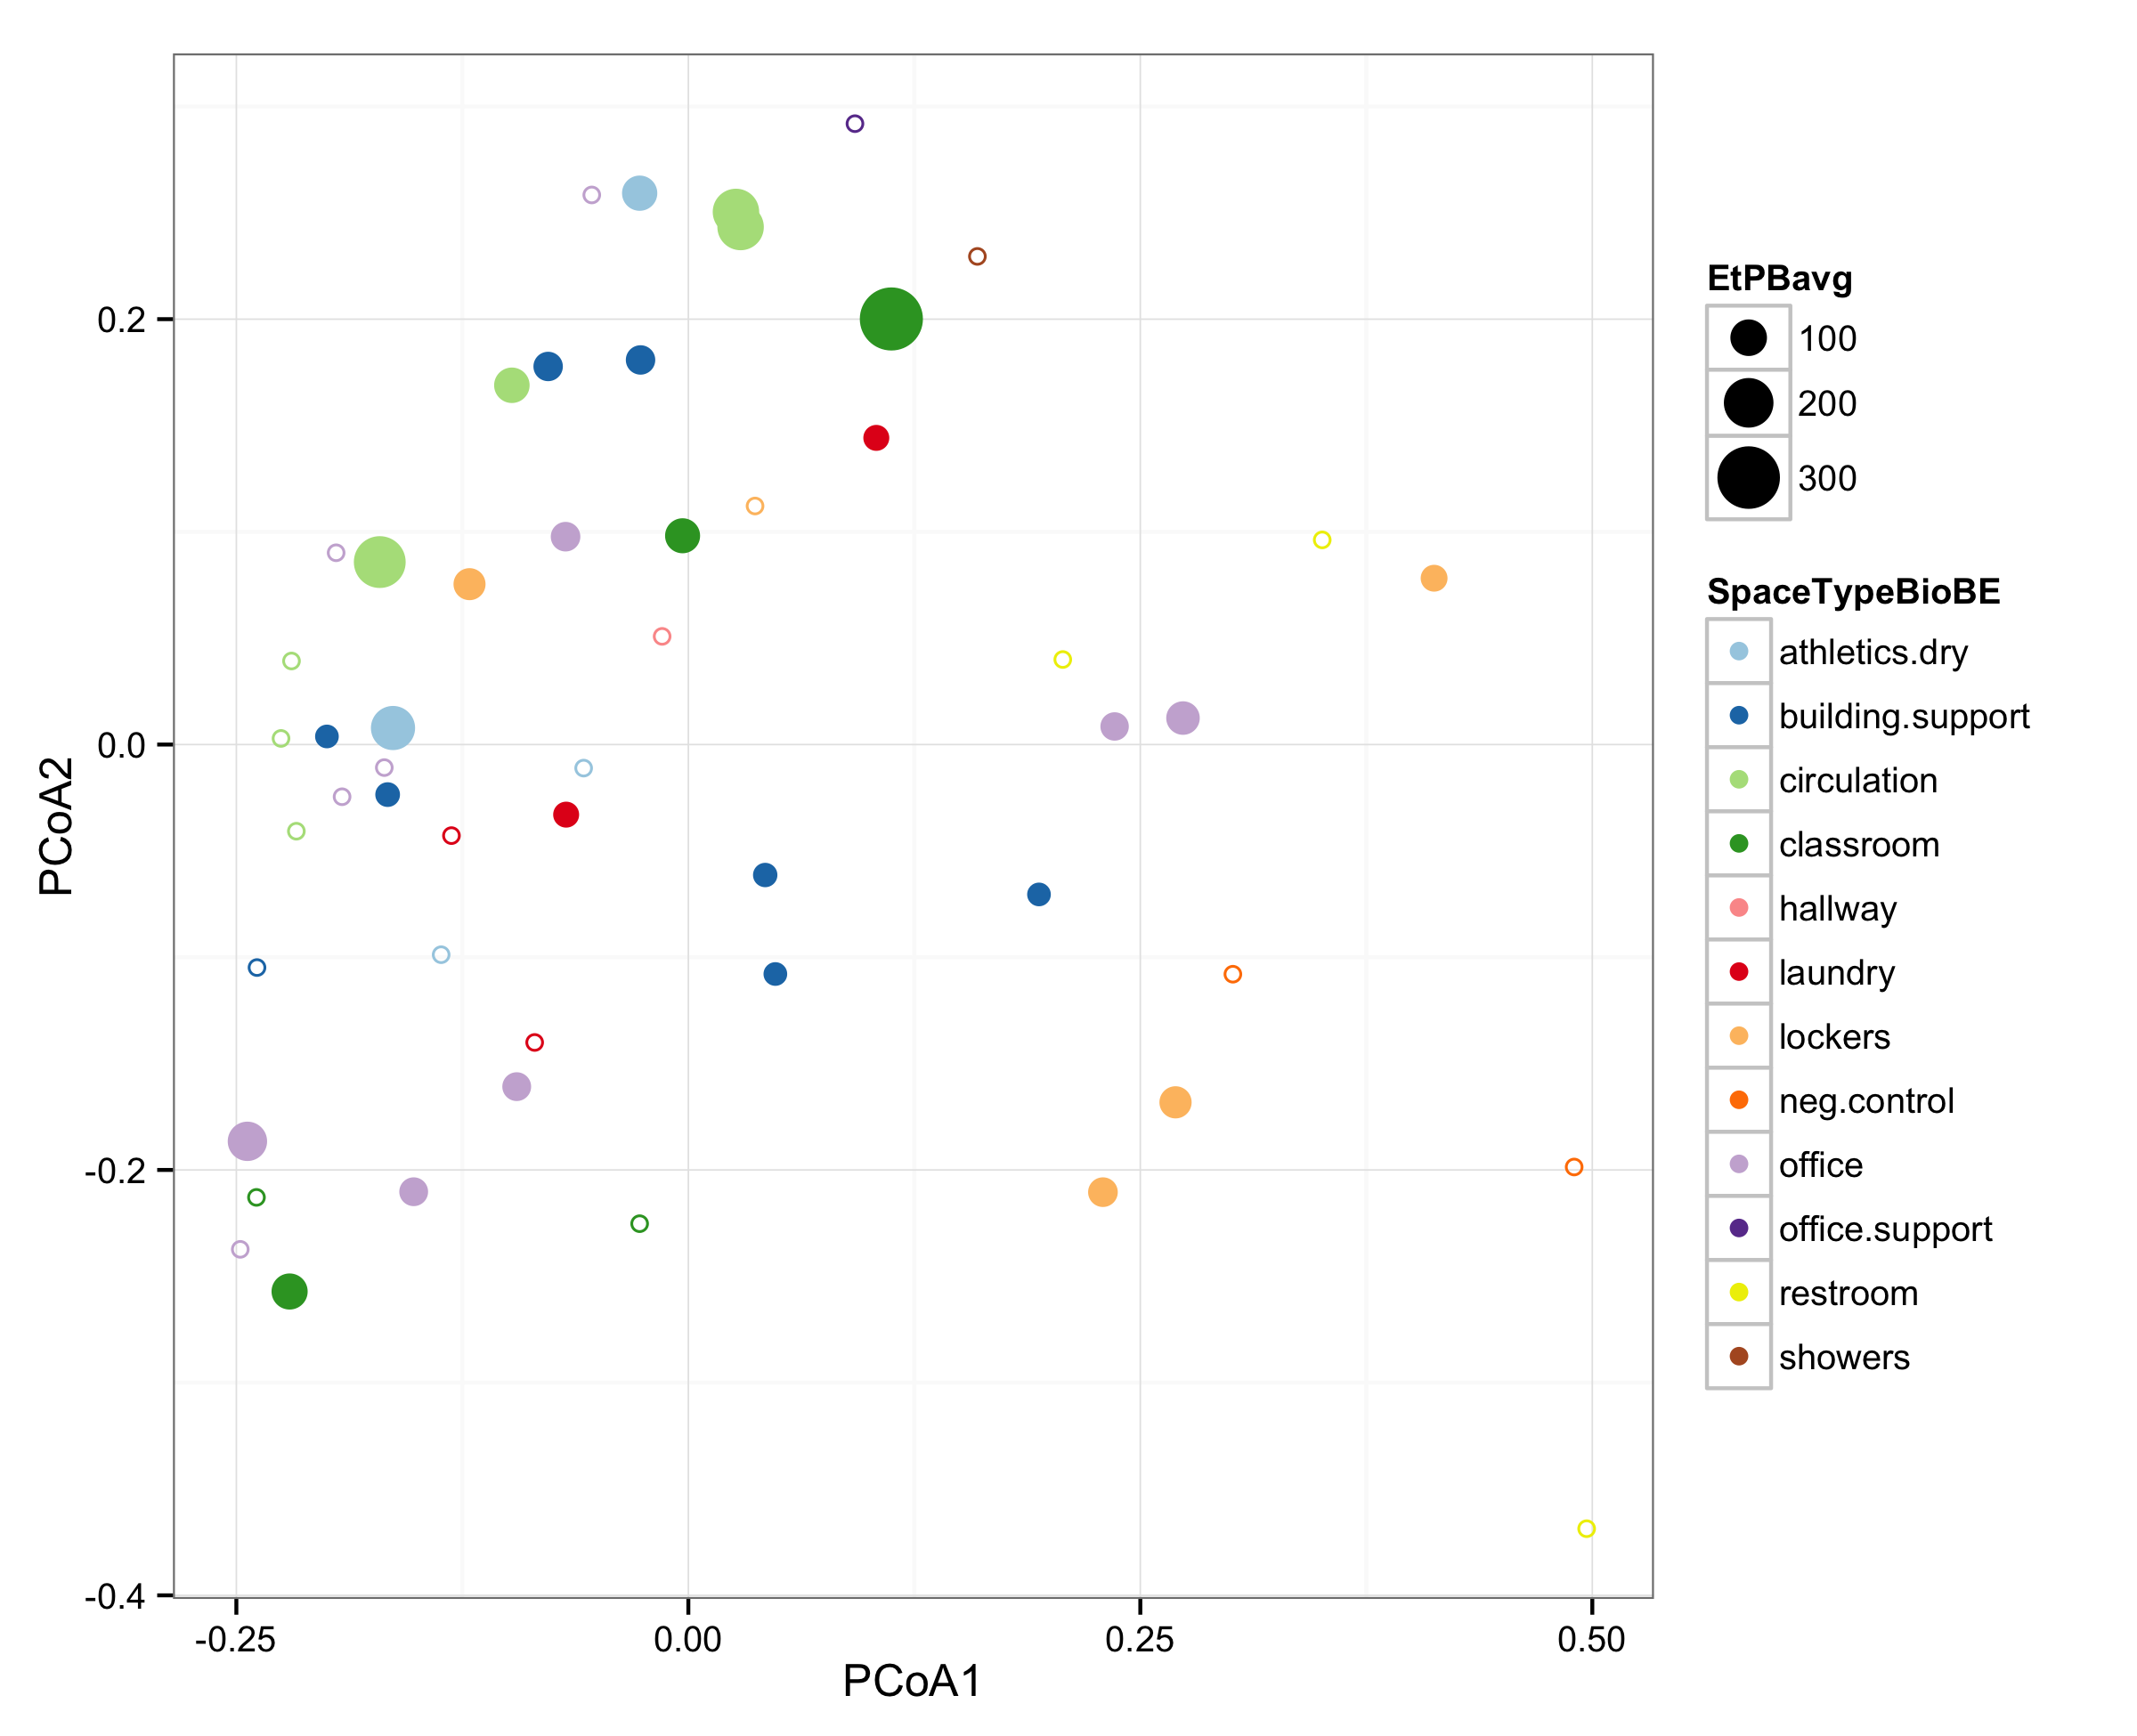 0.2
0.0
-0.2
-0.4
PCoA2
-0.25
0.00
0.25
0.50
PCoA1
EtPBavg
100
200
300
SpaceTypeBioBE
athletics.dry
building.support
circulation
classroom
hallway
laundry
lockers
neg.control
office
office.support
restroom
showers